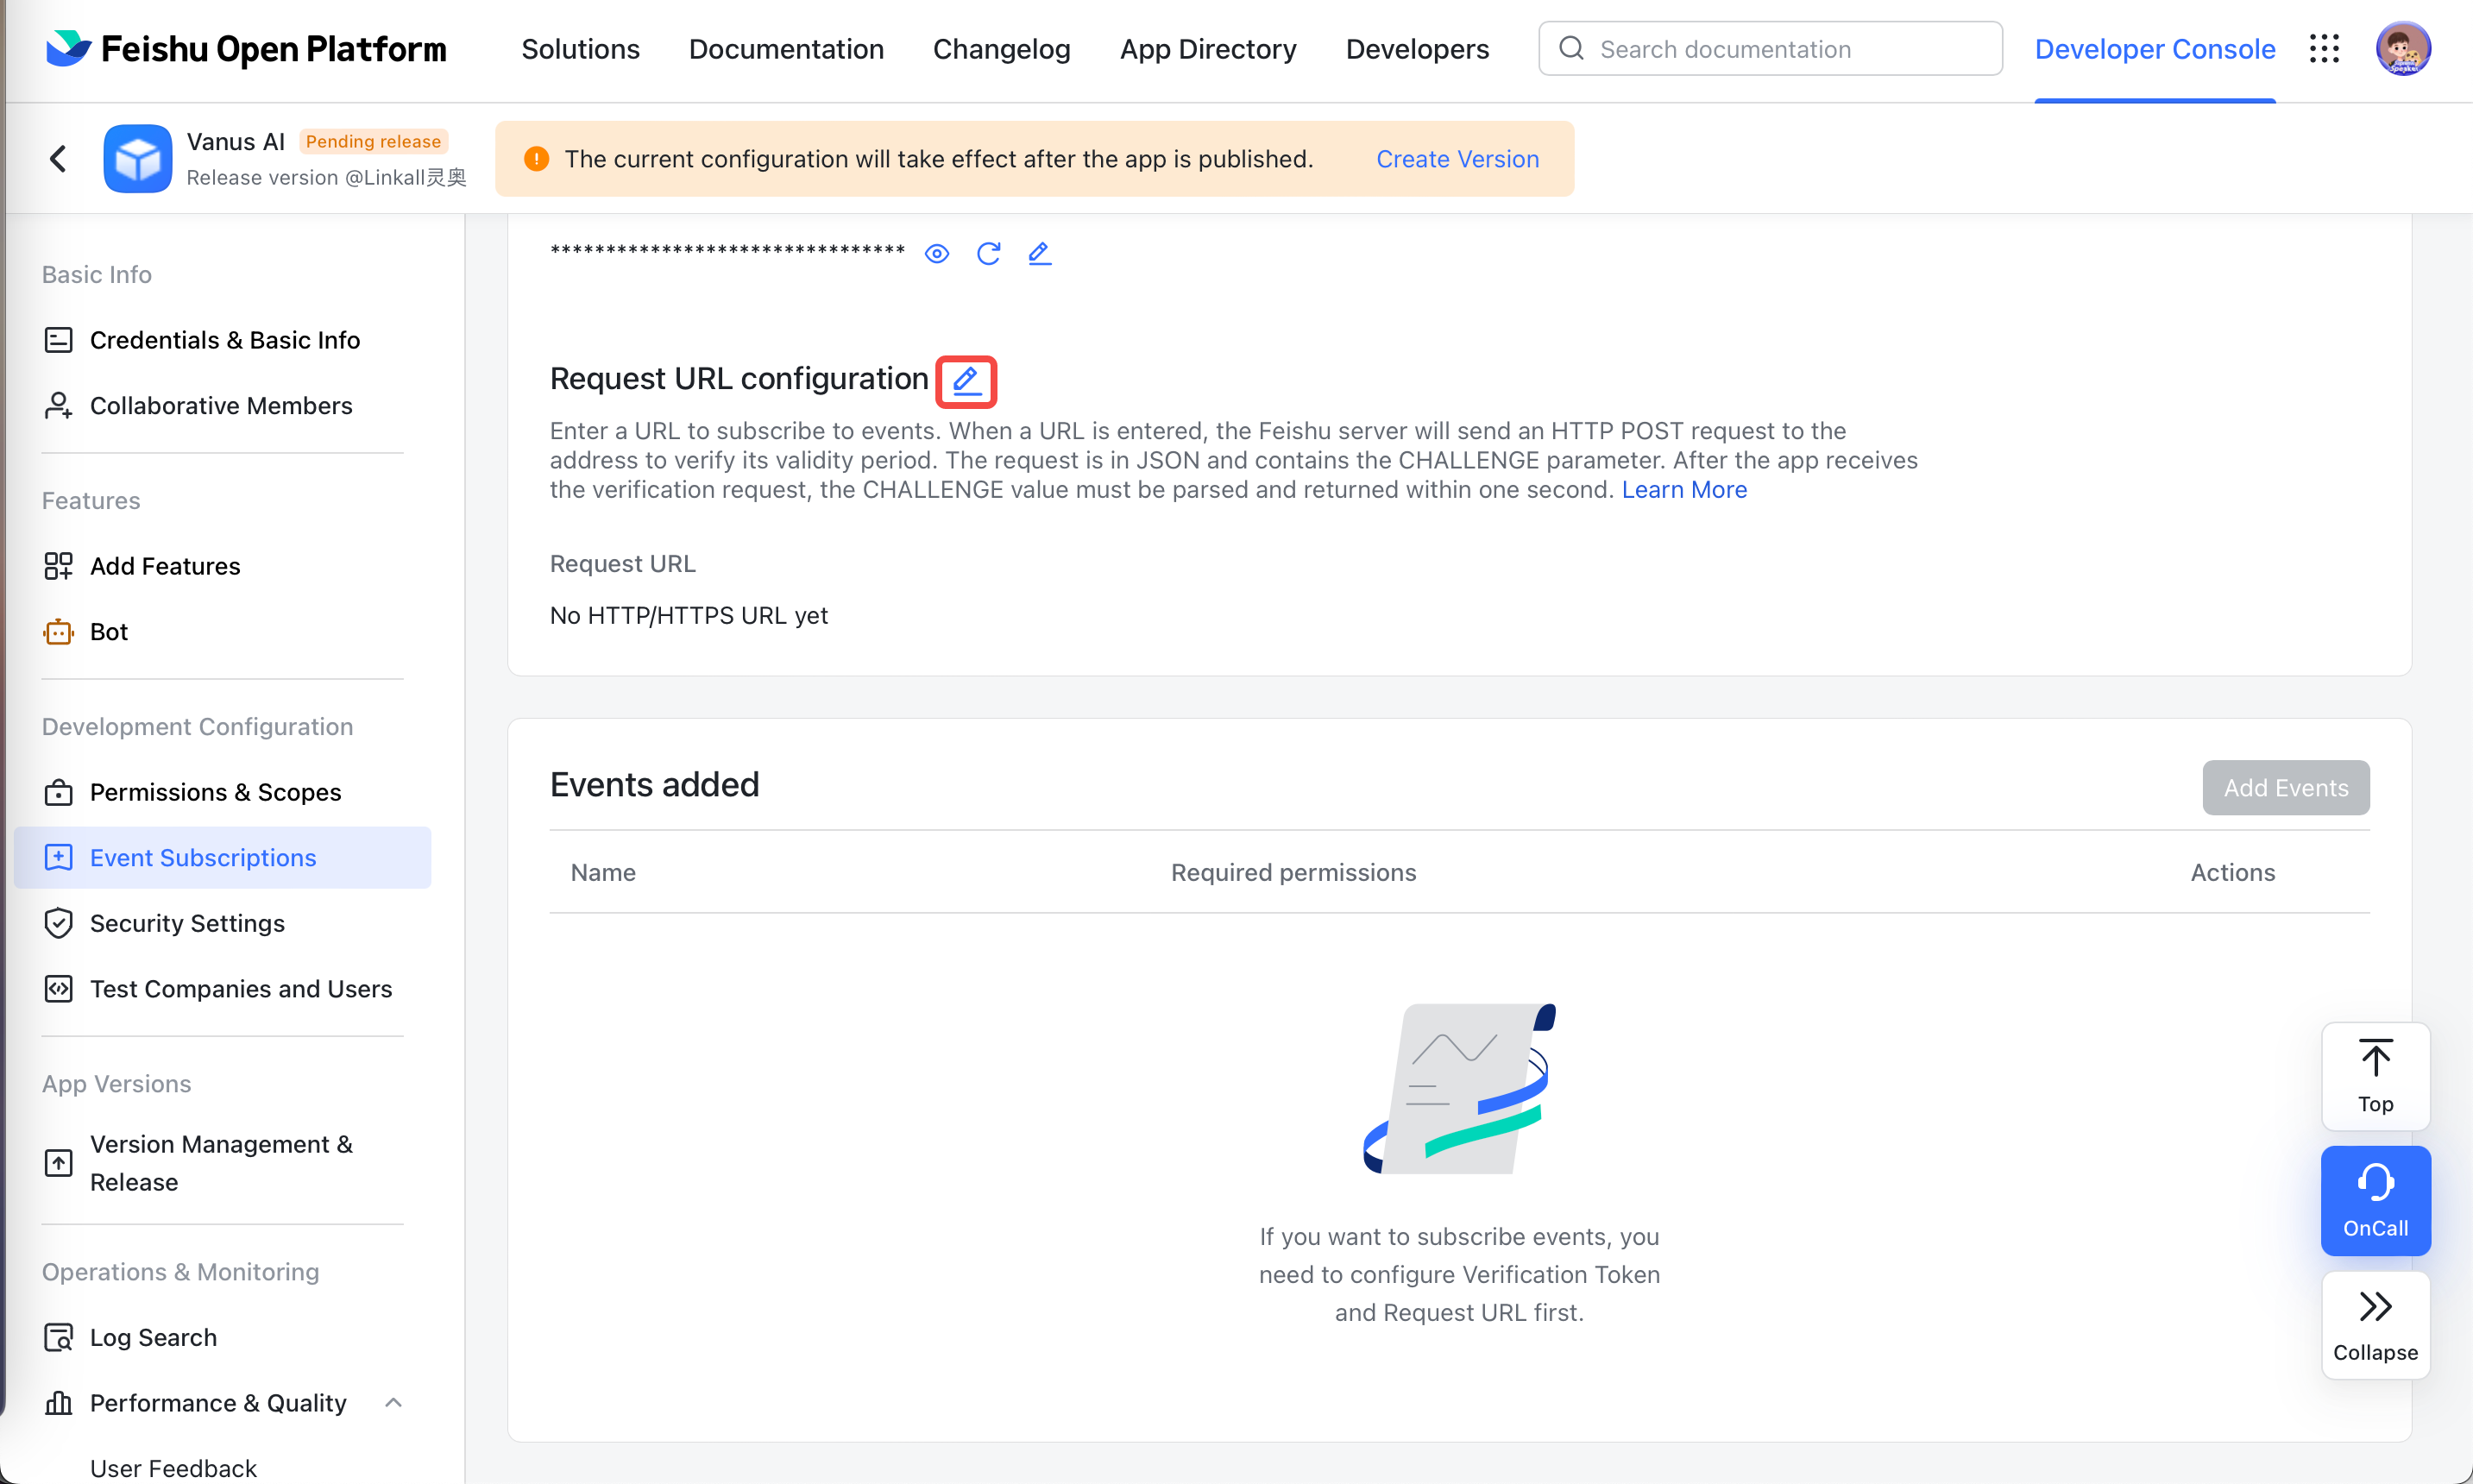 Feishu Open Platform
Solutions
Documentation
Changelog
App Directory
Developers
Search documentation
Developer Console
Vanus AI
Pending release
Release version @Linkall灵奥
The current configuration will take effect after the app is published.
Create Version
Basic Info
Credentials & Basic Info
Collaborative Members
Features
Add Features
Bot
Development Configuration
Permissions & Scopes
Event Subscriptions
Security Settings
Test Companies and Users
App Versions
Version Management &
Release
Operations & Monitoring
Log Search
Performance & Quality
User Feedback
********************************
Request URL configuration
Enter a URL to subscribe to events. When a URL is entered, the Feishu server will send an HTTP POST request to the
address to verify its validity period. The request is in JSON and contains the CHALLENGE parameter. After the app receives
the verification request, the CHALLENGE value must be parsed and returned within one second. Learn More
Request URL
No HTTP/HTTPS URL yet
Events added
Add Events
Name
Required permissions
Actions
If you want to subscribe events, you
need to configure Verification Token
and Request URL first.
Top
OnCall
Collapse